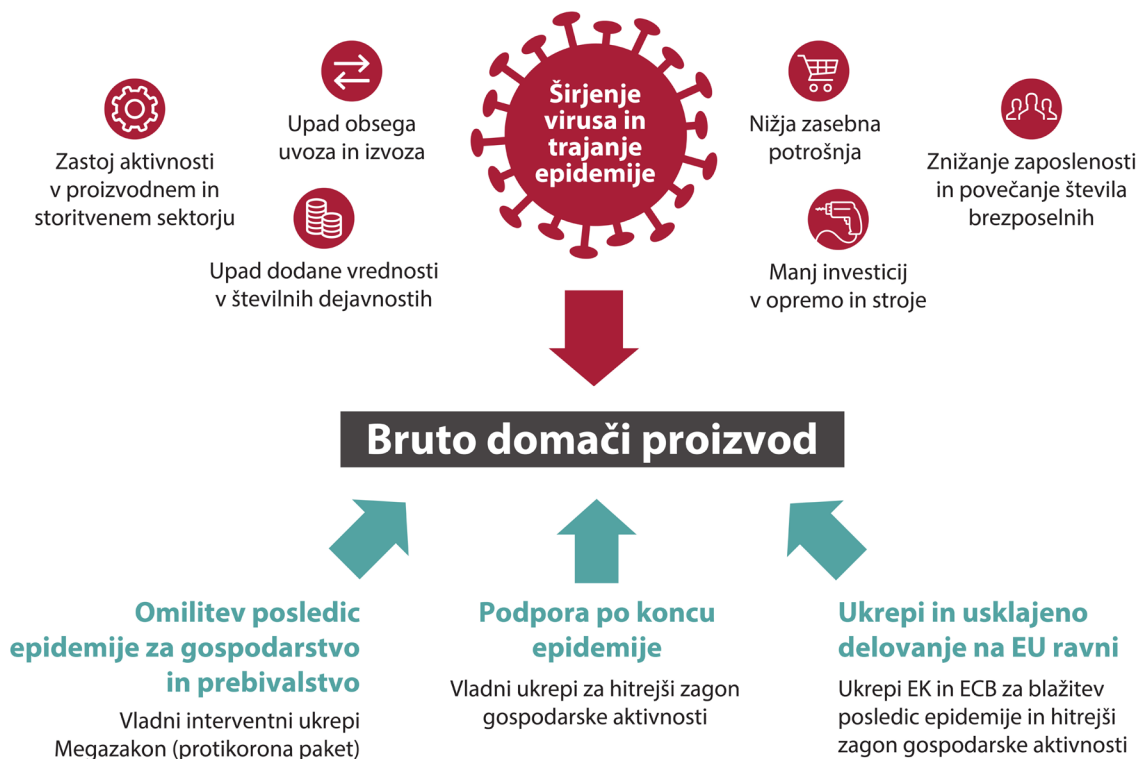 Širjenje
virusa in
trajanje
epidemije
Zastoj aktivnosti
v proizvodnem in
storitvenem sektorju
Upad obsega
uvoza in izvoza
Upad dodane vrednosti
v številnih dejavnostih
Nižja zasebna
potrošnja
Manj investicij
v opremo in stroje
Znižanje zaposlenosti
in povečanje števila
brezposelnih
Bruto domači proizvod
Omilitev posledic
epidemije za gospodarstvo
in prebivalstvo
Vladni interventni ukrepi
Megazakon (protikorona paket)
Podpora po koncu
epidemije
Vladni ukrepi za hitrejši zagon
gospodarske aktivnosti
Ukrepi in usklajeno
delovanje na EU ravni
Ukrepi EK in ECB za blažitev
posledic epidemije in hitrejši
zagon gospodarske aktivnosti